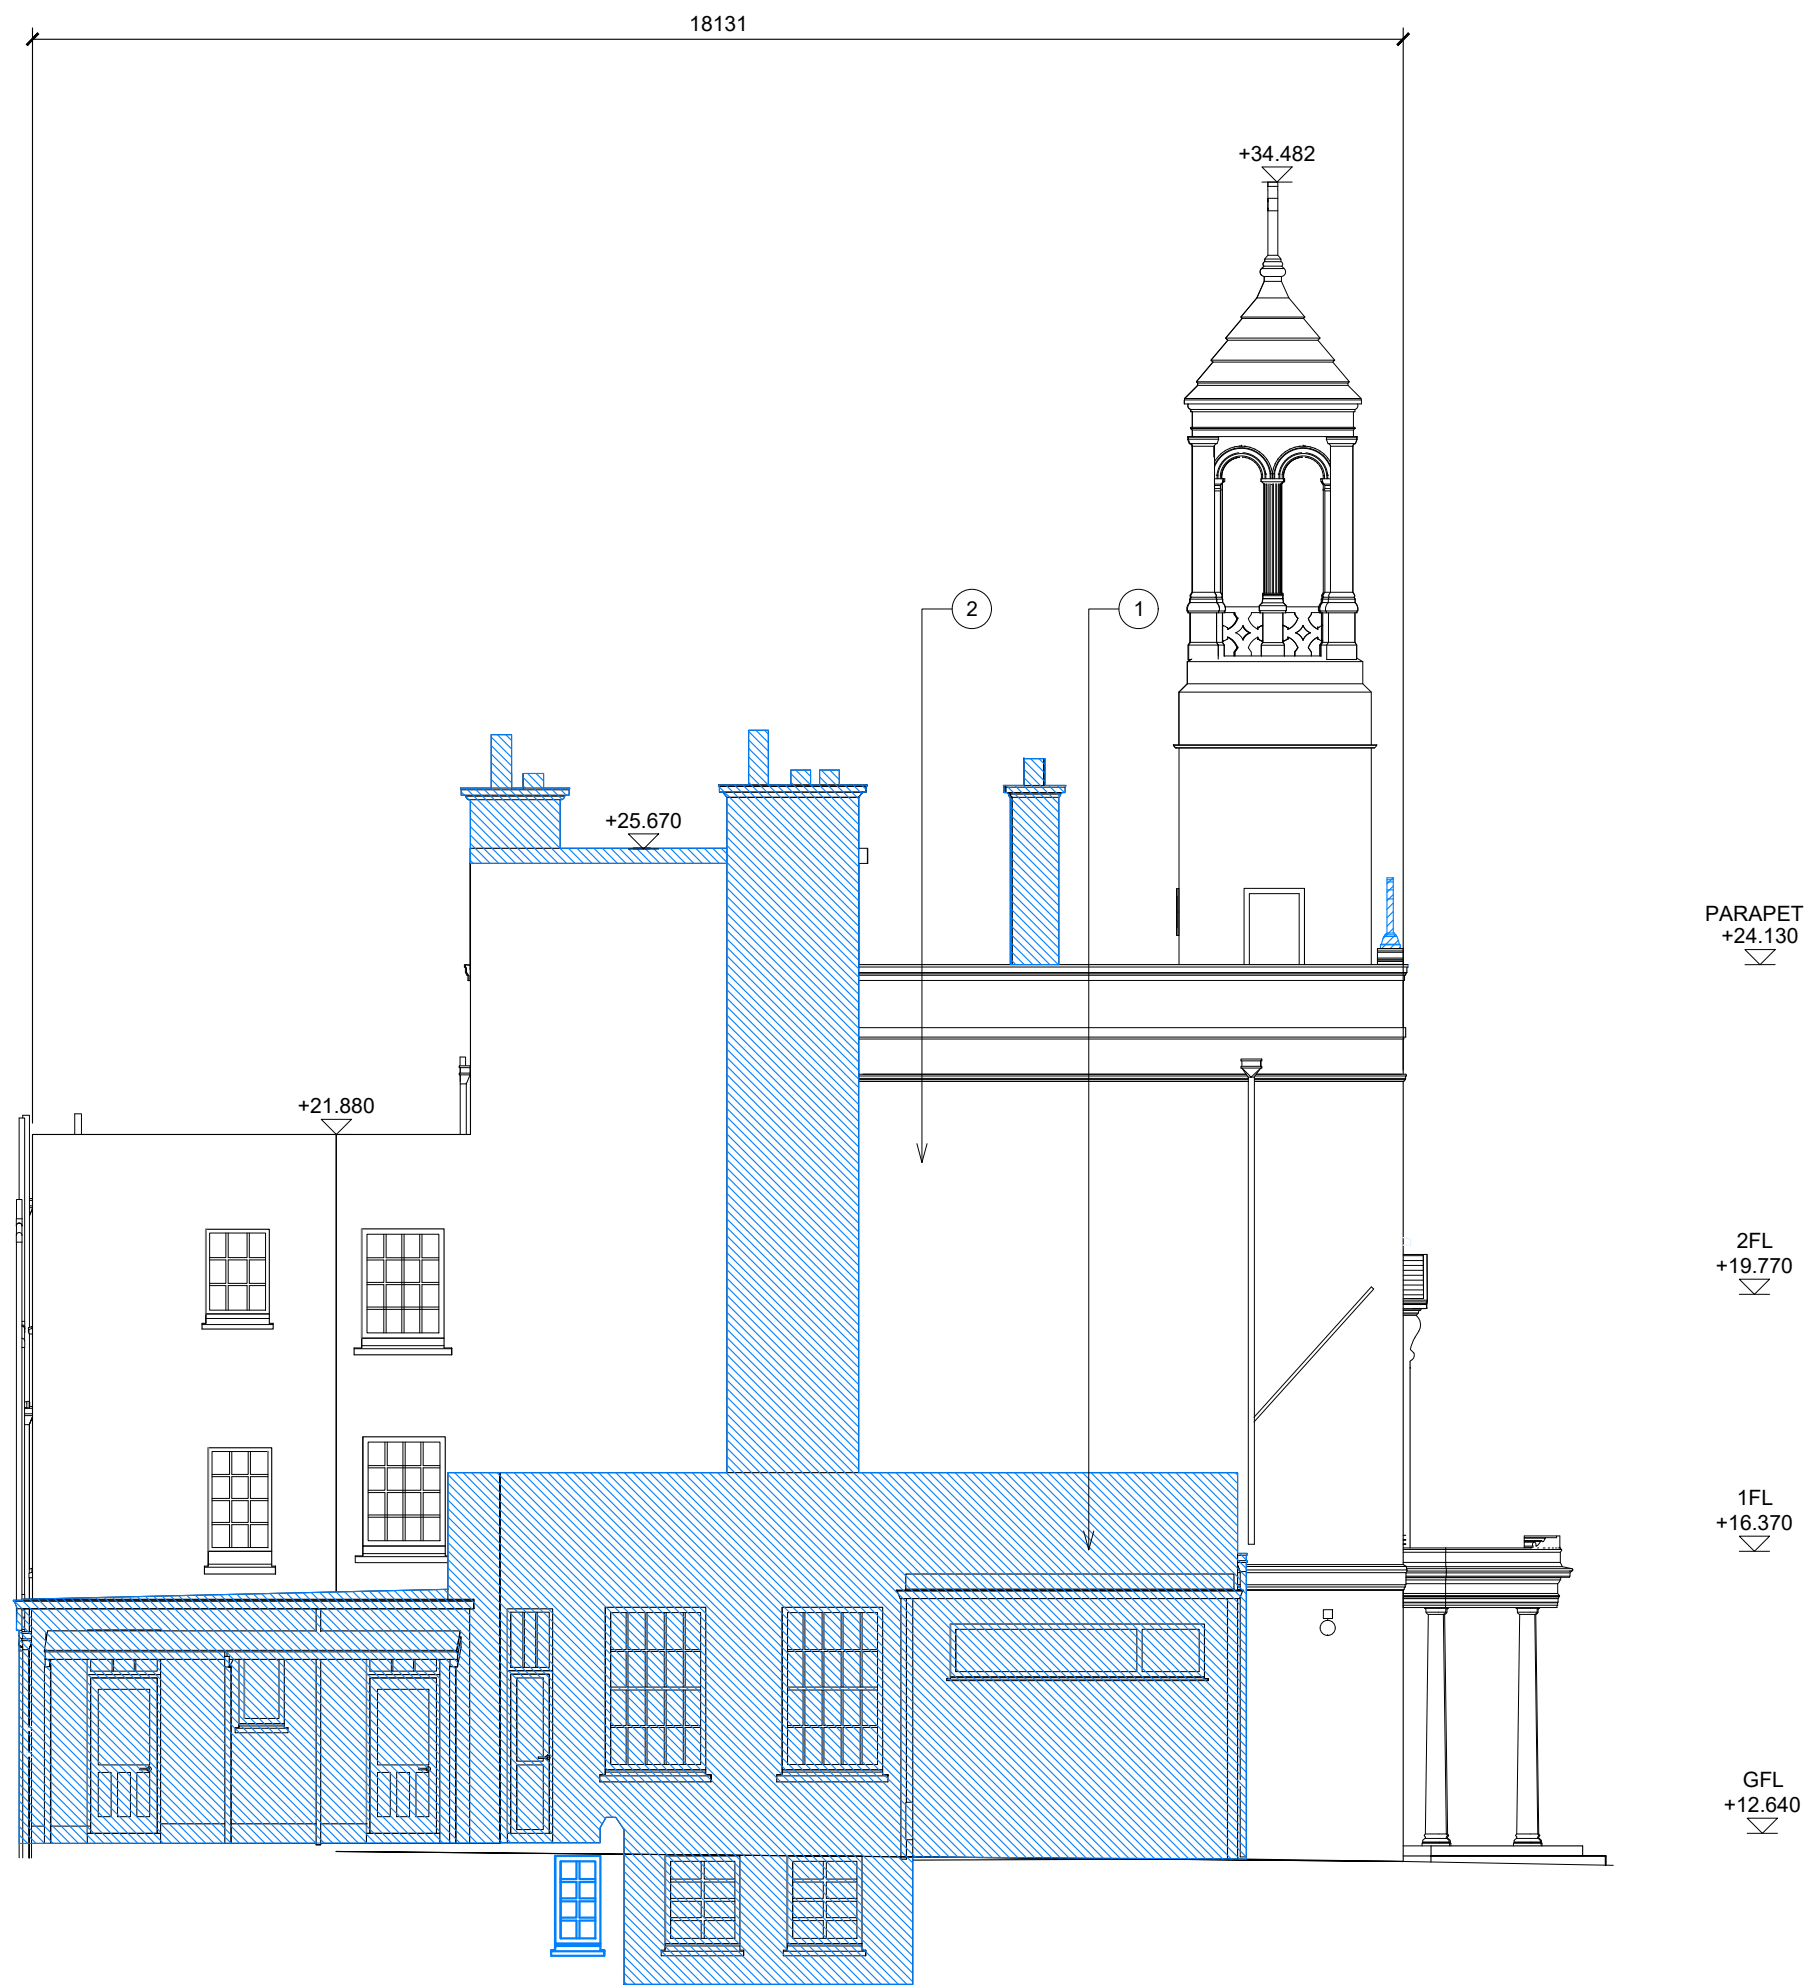 18131
+34.482
2
1
+25.670
PARAPET
+24.130
+21.880
2FL
+19.770
1FL
+16.370
GFL
+12.640